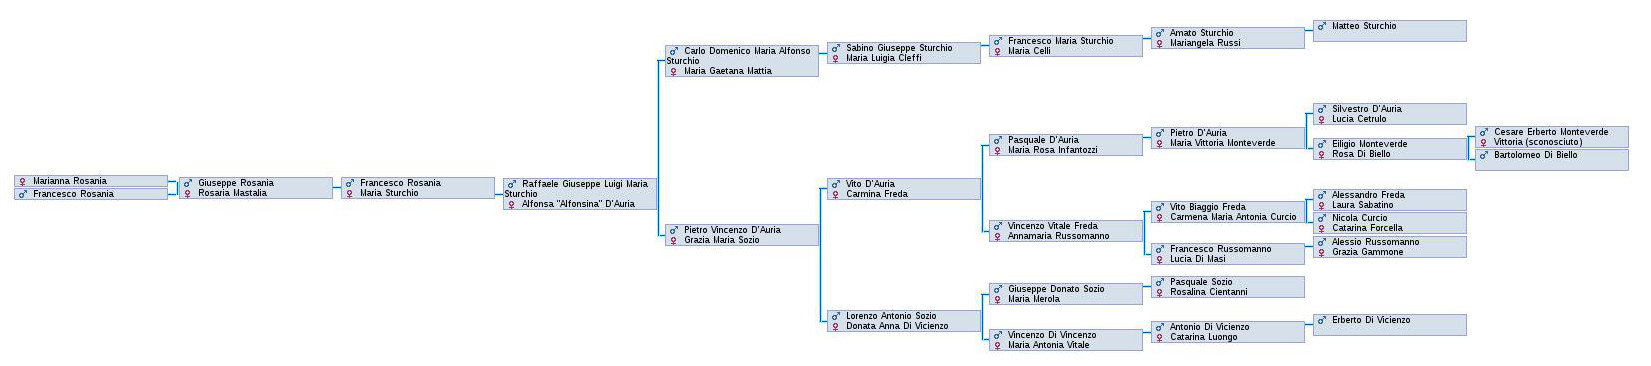 Marianna Rosania
Francesco Rosania
Giuseppe Rosania
Rosaria Mastalia
Francesco Rosania
Maria Sturchio
Raffaele Giuseppe Luigi Maria
Sturchio
Alfonsa "Alfonsina" D'Auria
Carlo Domenico Maria Alfonso
Sturchio
Maria Gaetana Mattia
Pietro Vincenzo D'Auria
Grazia Maria Sozio
Sabino Giuseppe Sturchio
Maria Luigia Cleffi
Vito D'Auria
Carmina Freda
Lorenzo Antonio Sozio
Donata Anna Di Vicienzo
Francesco Maria Sturchio
Maria Celli
Pasquale D'Auria
Maria Rosa Infantozzi
Vincenzo Vitale Freda
Annamaria Russomanno
Giuseppe Donato Sozio
Maria Merola
Vincenzo Di Vincenzo
Maria Antonia Vitale
Amato Sturchio
Mariangela Russi
Pietro D'Auria
Maria Vittoria Monteverde
Vito Biaggio Freda
Carmena Maria Antonia Curcio
Francesco Russomanno
Lucia Di Masi
Pasquale Sozio
Rosalina Cientanni
Antonio Di Vicienzo
Catarina Luongo
Matteo Sturchio
Silvestro D'Auria
Lucia Cetrulo
Eiligio Monteverde
Rosa Di Biello
Alessandro Freda
Laura Sabatino
Nicola Curcio
Catarina Forcella
Alessio Russomanno
Grazia Gammone
Erberto Di Vicienzo
Cesare Erberto Monteverde
Vittoria (sconosciuto)
Bartolomeo Di Biello